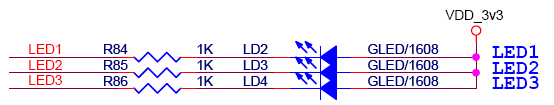 VDD_3v3
LED1 R84 1K LD2 GLED/1608 LED1
LED2 R85 1K LD3 GLED/1608 LED2
LED3 R86 1K LD4 GLED/1608 LED3